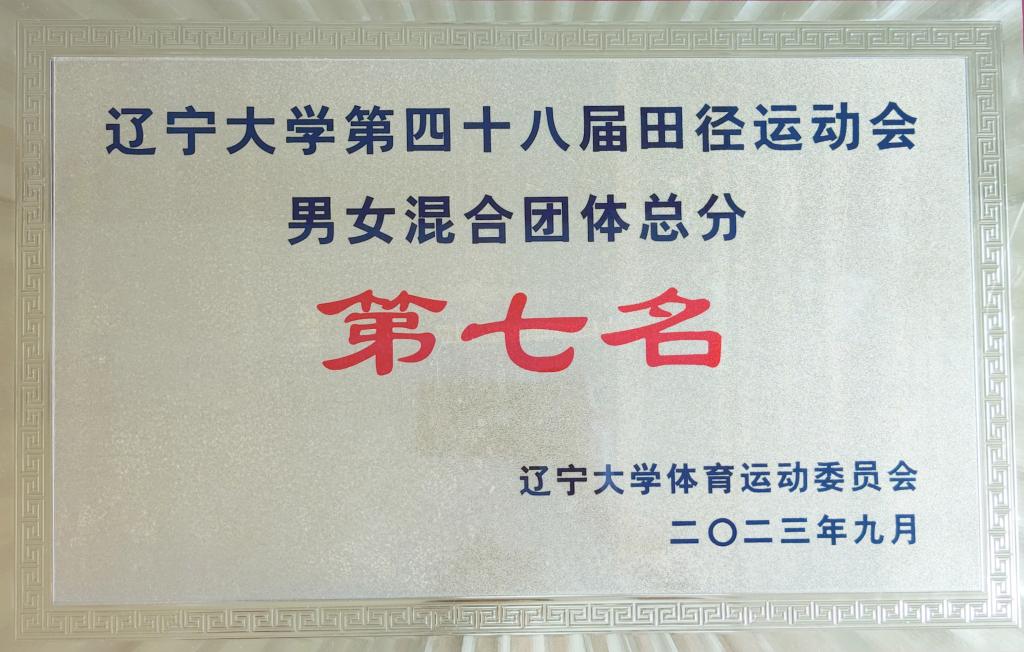 辽宁大学第四十八届田径运动会
男女混合团体总分
第七名
辽宁大学体育运动委员会
二〇二三年九月